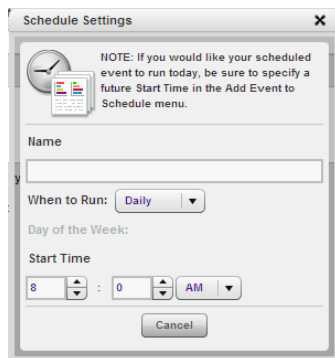 Schedule Settings
NOTE: If you would like your scheduled
event to run today, be sure to specify a
future Start Time in the Add Event to
Schedule menu.
Name
When to Run: Daily
Day of the Week:
Start Time
8 : 0 AM
Cancel